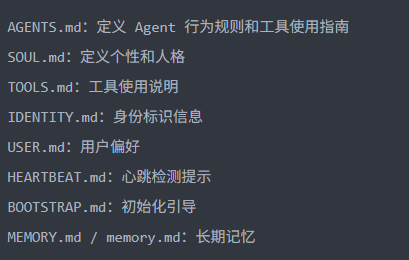 AGENTS.md: 定义 Agent 行为规则和工具使用指南
SOUL.md: 定义个性和人格
TOOLS.md: 工具使用说明
IDENTITY.md: 身份标识信息
USER.md: 用户偏好
HEARTBEAT.md: 心跳检测提示
BOOTSTRAP.md: 初始化引导
MEMORY.md / memory.md: 长期记忆